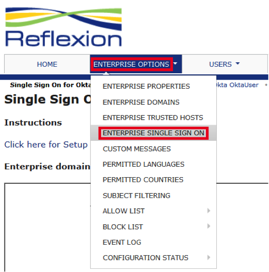 Reflexion
HOME ENTERPRISE OPTIONS USERS
Single Sign On for Okta Okta OktaUser
Single Sign O
Instructions
Click here for Setup
Enterprise domain
ENTERPRISE PROPERTIES
ENTERPRISE DOMAINS
ENTERPRISE TRUSTED HOSTS
ENTERPRISE SINGLE SIGN ON
CUSTOM MESSAGES
PERMITTED LANGUAGES
PERMITTED COUNTRIES
SUBJECT FILTERING
ALLOW LIST
BLOCK LIST
EVENT LOG
CONFIGURATION STATUS